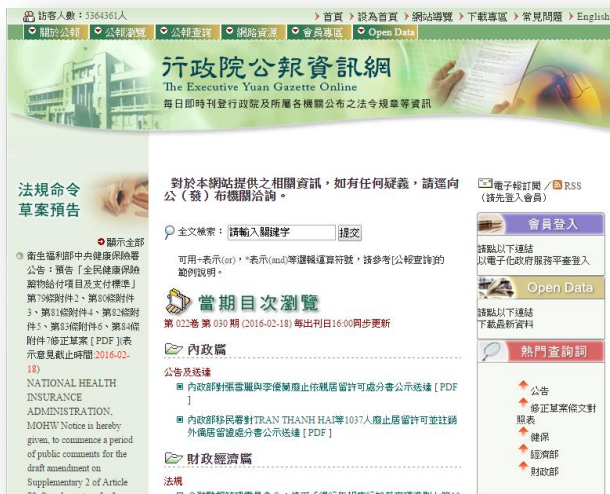 訪客人數：5364361人
首頁 設為首頁 網站導覽 下載專區 常見問題 English
關於公報 公報瀏覽 公報查詢 網路資源 會員專區 Open Data
行政院公報資訊網
The Executive Yuan Gazette Online
每日即時刊登行政院及所屬各機關公布之法令規章等資訊
法規命令
草案預告
顯示全部
衛生福利部中央健康保險署
公告：預告「全民健康保險
藥物給付項目及支付標準」
第79條附件2、第80條附件
3、第81條附件4、第82條附
件5、第83條附件6、第84條
附件7修正草案 [ PDF ](表
示意見截止時間:2016-02-
18)
NATIONAL HEALTH
INSURANCE
ADMINISTRATION,
MOHW Notice is hereby
given, to commence a period
of public comments for the
draft amendment on
Supplementary 2 of Article
對於本網站提供之相關資訊，如有任何疑義，請逕向
公（發）布機關洽詢。
全文檢索： 請輸入關鍵字 提交
可用+表示(or)，*表示(and)等邏輯運算符號，請參考[公報查詢]的
範例說明。
當期目次瀏覽
第 022卷 第 030 期 (2016-02-18) 每出刊日16:00同步更新
內政篇
公告及送達
內政部對張雪麗與李優蘭廢止依親居留許可處分書公示送達 [ PDF
]
內政部移民署對TRAN THANH HAI等1037人廢止居留許可並註銷
外僑居留證處分書公示送達 [ PDF ]
財政經濟篇
法規
電子報訂閱 ／ RSS
（請先登入會員）
會員登入
請點以下連結
以電子化政府服務平臺登入
Open Data
請點以下連結
下載最新資料
熱門查詢詞
公告
修正草案條文對
照表
健保
經濟部
財政部